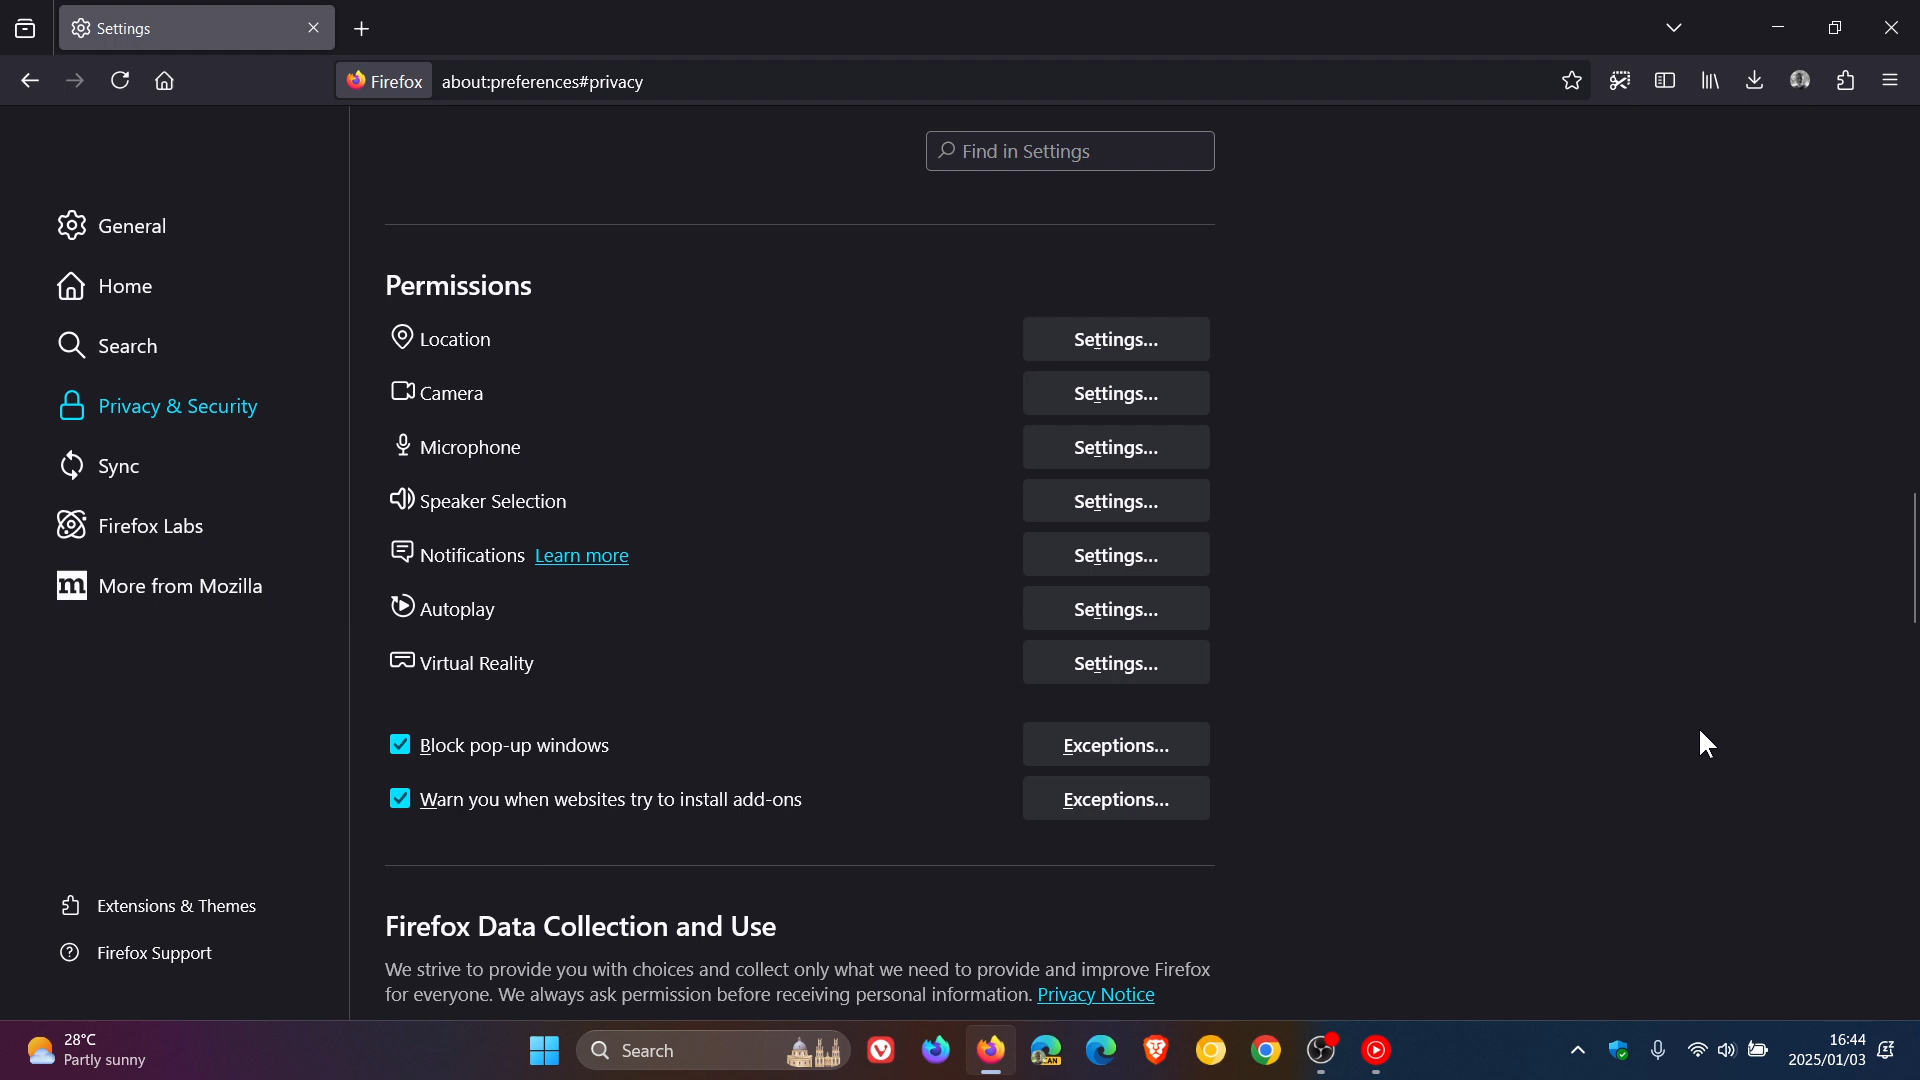 Settings
Firefox about:preferences#privacy
Find in Settings
General
Home
Search
Privacy & Security
Sync
Firefox Labs
More from Mozilla
Extensions & Themes
Firefox Support
Permissions
Location Settings...
Camera Settings...
Microphone Settings...
Speaker Selection Settings...
Notifications Learn more Settings...
Autoplay Settings...
Virtual Reality Settings...
Block pop-up windows Exceptions...
Warn you when websites try to install add-ons Exceptions...
Firefox Data Collection and Use
We strive to provide you with choices and collect only what we need to provide and improve Firefox
for everyone. We always ask permission before receiving personal information. Privacy Notice
28°C
Partly sunny
Search
CAN
16:44
2025/01/03